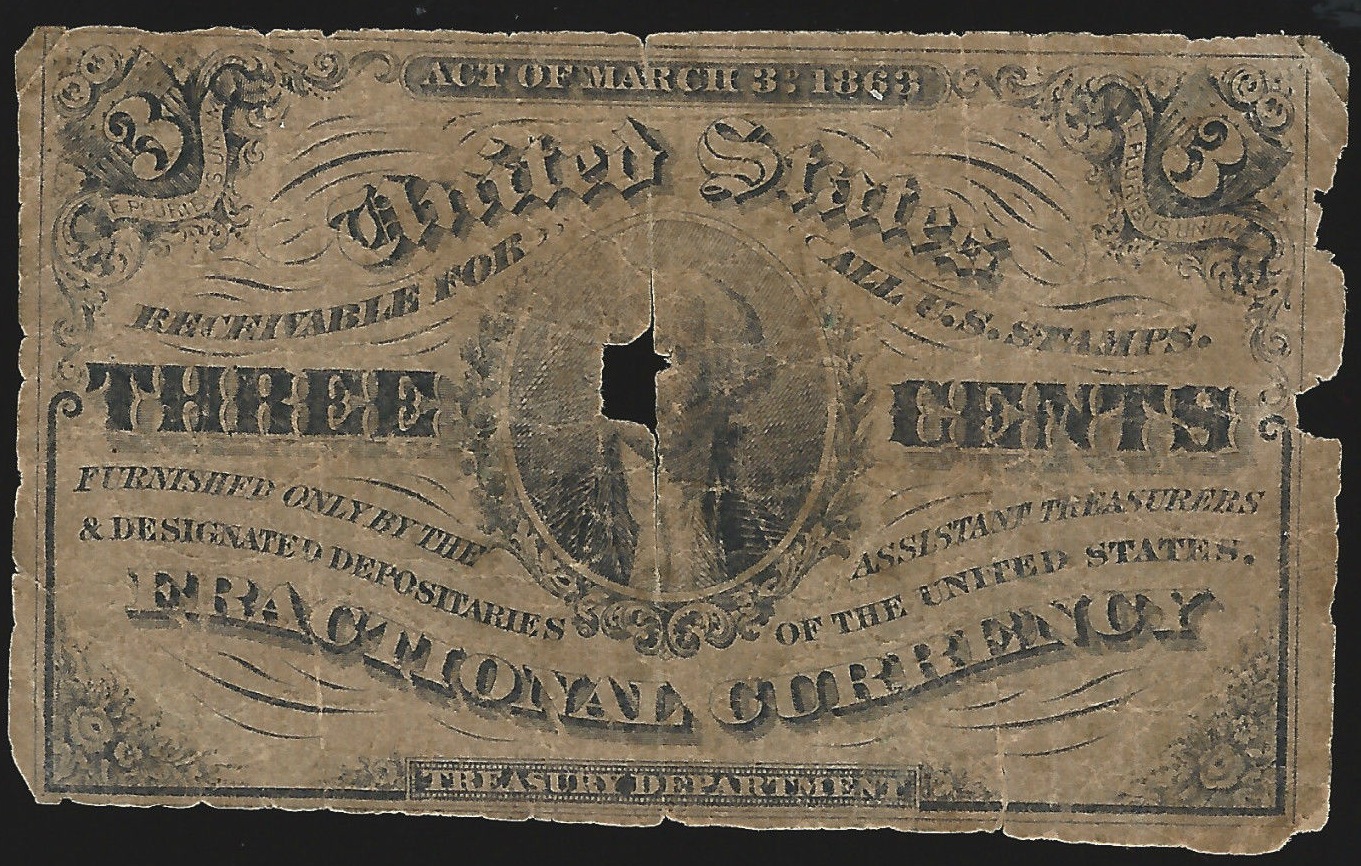 ACT OF MARCH 3: 1863
3
3
E PLURIBUS UNUM
E PLURIBUS UNUM
United States
RECEIVABLE FOR ALL U.S. STAMPS.
THREE CENTS
FURNISHED ONLY BY THE ASSISTANT TREASURERS
& DESIGNATED DEPOSITARIES OF THE UNITED STATES.
FRACTIONAL CURRENCY
TREASURY DEPARTMENT